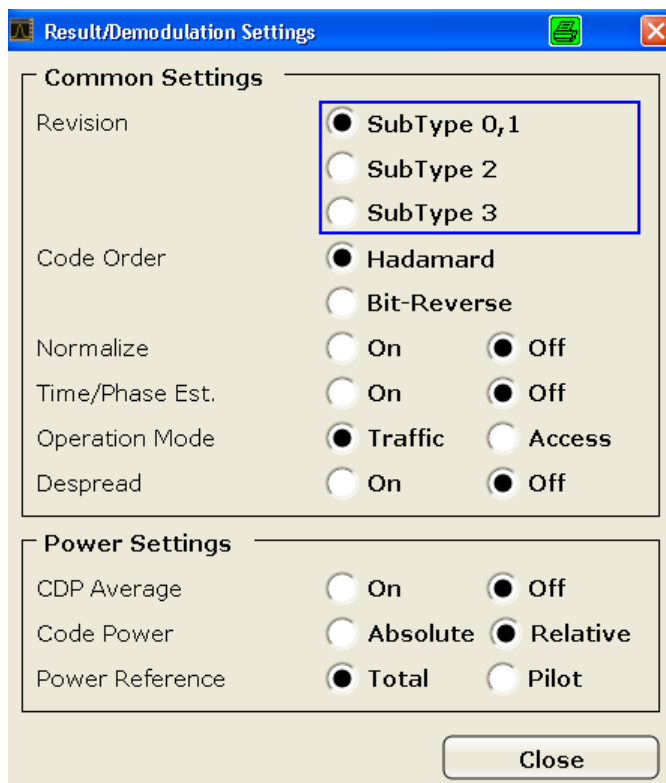 Result/Demodulation Settings
Common Settings
Revision SubType 0,1
SubType 2
SubType 3
Code Order Hadamard
Bit-Reverse
Normalize On Off
Time/Phase Est. On Off
Operation Mode Traffic Access
Despread On Off
Power Settings
CDP Average On Off
Code Power Absolute Relative
Power Reference Total Pilot
Close